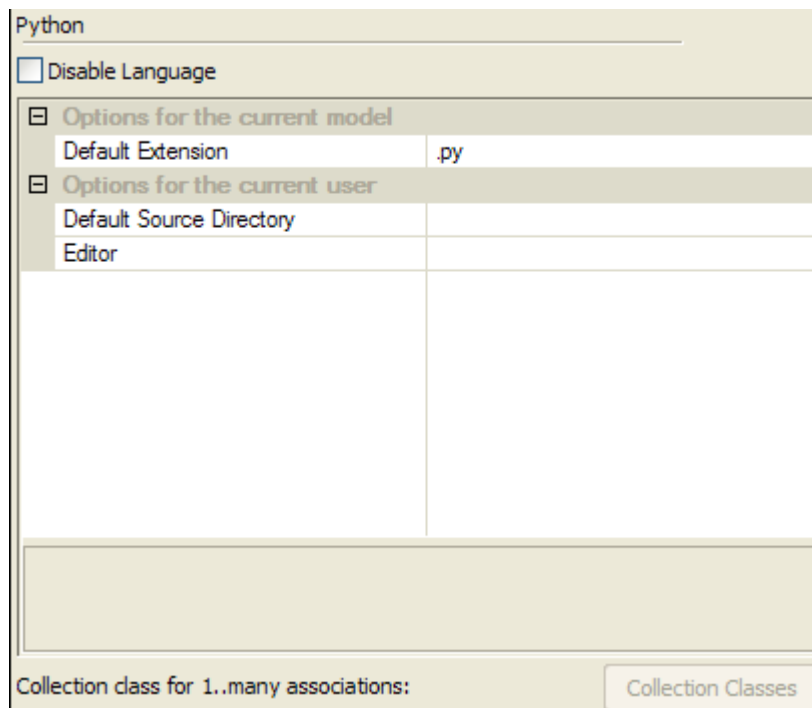 Python
Disable Language
Options for the current model
Default Extension .py
Options for the current user
Default Source Directory
Editor
Collection class for 1..many associations: Collection Classes